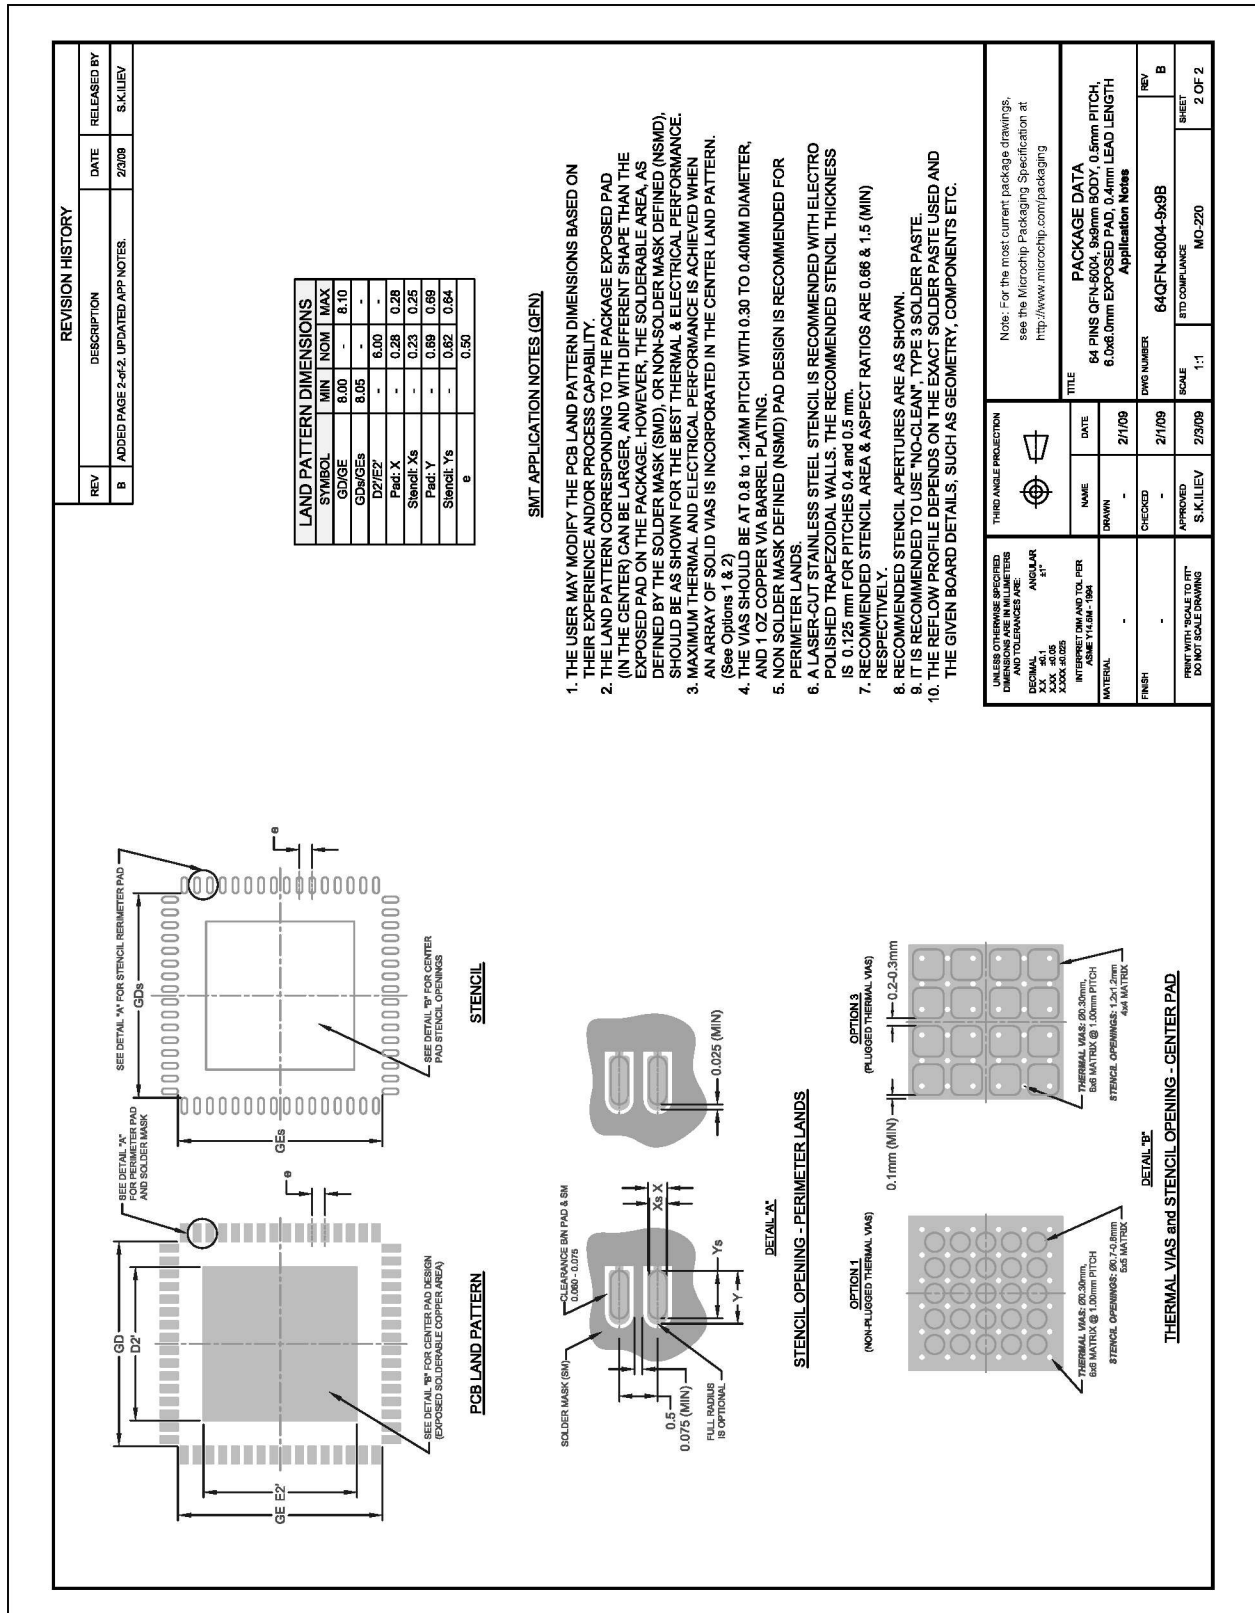 REVISION HISTORY
REV DESCRIPTION DATE RELEASED BY
B ADDED PAGE 2-of-2. UPDATED APP NOTES. 2/3/09 S.K.ILIEV
SEE DETAIL "A"
FOR PERIMETER PAD
AND SOLDER MASK
GD
D2'
GE E2'
e
SEE DETAIL "B" FOR CENTER PAD DESIGN
(EXPOSED SOLDERABLE COPPER AREA)
PCB LAND PATTERN
SEE DETAIL "A" FOR STENCIL RERIMETER PAD
GDs
GEs
e
SEE DETAIL "B" FOR CENTER
PAD STENCIL OPENINGS
STENCIL
LAND PATTERN DIMENSIONS
SYMBOL MIN NOM MAX
GD/GE 8.00 - 8.10
GDs/GEs 8.05 - -
D2'/E2' - 6.00 -
Pad: X - 0.28 0.28
Stencil: Xs - 0.23 0.25
Pad: Y - 0.69 0.69
Stencil: Ys - 0.62 0.64
e 0.50
SOLDER MASK (SM)
CLEARANCE B/N PAD & SM
0.060 - 0.075
0.5
0.075 (MIN)
FULL RADIUS
IS OPTIONAL
Y
Ys
Xs X
0.025 (MIN)
DETAIL "A"
STENCIL OPENING - PERIMETER LANDS
OPTION 1
(NON-PLUGGED THERMAL VIAS)
THERMAL VIAS: Ø0.30mm,
6x6 MATRIX @ 1.00mm PITCH
STENCIL OPENINGS: Ø0.7-0.8mm
5x5 MATRIX
OPTION 3
(PLUGGED THERMAL VIAS)
0.1mm (MIN)
0.2-0.3mm
THERMAL VIAS: Ø0.30mm,
6x6 MATRIX @ 1.00mm PITCH
STENCIL OPENINGS: 1.2x1.2mm
4x4 MATRIX
DETAIL "B"
THERMAL VIAS and STENCIL OPENING - CENTER PAD
SMT APPLICATION NOTES (QFN)
1. THE USER MAY MODIFY THE PCB LAND PATTERN DIMENSIONS BASED ON
THEIR EXPERIENCE AND/OR PROCESS CAPABILITY.
2. THE LAND PATTERN CORRESPONDING TO THE PACKAGE EXPOSED PAD
(IN THE CENTER) CAN BE LARGER, AND WITH DIFFERENT SHAPE THAN THE
EXPOSED PAD ON THE PACKAGE. HOWEVER, THE SOLDERABLE AREA, AS
DEFINED BY THE SOLDER MASK (SMD), OR NON-SOLDER MASK DEFINED (NSMD),
SHOULD BE AS SHOWN FOR THE BEST THERMAL & ELECTRICAL PERFORMANCE.
3. MAXIMUM THERMAL AND ELECTRICAL PERFORMANCE IS ACHIEVED WHEN
AN ARRAY OF SOLID VIAS IS INCORPORATED IN THE CENTER LAND PATTERN.
(See Options 1 & 2)
4. THE VIAS SHOULD BE AT 0.8 to 1.2MM PITCH WITH 0.30 TO 0.40MM DIAMETER,
AND 1 OZ COPPER VIA BARREL PLATING.
5. NON SOLDER MASK DEFINED (NSMD) PAD DESIGN IS RECOMMENDED FOR
PERIMETER LANDS.
6. A LASER-CUT STAINLESS STEEL STENCIL IS RECOMMENDED WITH ELECTRO
POLISHED TRAPEZOIDAL WALLS. THE RECOMMENDED STENCIL THICKNESS
IS 0.125 mm FOR PITCHES 0.4 and 0.5 mm.
7. RECOMMENDED STENCIL AREA & ASPECT RATIOS ARE 0.66 & 1.5 (MIN)
RESPECTIVELY.
8. RECOMMENDED STENCIL APERTURES ARE AS SHOWN.
9. IT IS RECOMMENDED TO USE "NO-CLEAN", TYPE 3 SOLDER PASTE.
10. THE REFLOW PROFILE DEPENDS ON THE EXACT SOLDER PASTE USED AND
THE GIVEN BOARD DETAILS, SUCH AS GEOMETRY, COMPONENTS ETC.
UNLESS OTHERWISE SPECIFIED
DIMENSIONS ARE IN MILLIMETERS
AND TOLERANCES ARE:
DECIMAL ANGULAR
X.X ±0.1 ±1°
X.XX ±0.05
X.XXX ±0.025
INTERPRET DIM AND TOL PER
ASME Y14.5M - 1994
MATERIAL
-
FINISH
-
PRINT WITH "SCALE TO FIT"
DO NOT SCALE DRAWING
THIRD ANGLE PROJECTION
NAME DATE
DRAWN
- 2/1/09
CHECKED
- 2/1/09
APPROVED
S.K.ILIEV 2/3/09
Note: For the most current package drawings,
see the Microchip Packaging Specification at
http://www.microchip.com/packaging
TITLE
PACKAGE DATA
64 PINS QFN-6004, 9x9mm BODY, 0.5mm PITCH,
6.0x6.0mm EXPOSED PAD, 0.4mm LEAD LENGTH
Application Notes
DWG NUMBER
64QFN-6004-9x9B
REV
B
SCALE
1:1
STD COMPLIANCE
MO-220
SHEET
2 OF 2